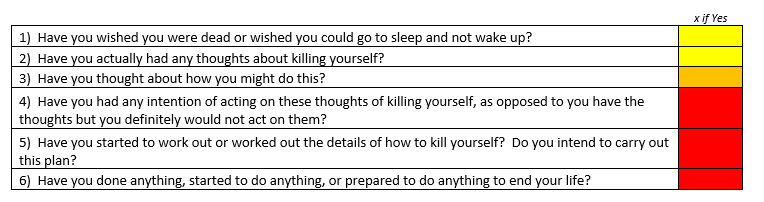 x if Yes
1) Have you wished you were dead or wished you could go to sleep and not wake up?
2) Have you actually had any thoughts about killing yourself?
3) Have you thought about how you might do this?
4) Have you had any intention of acting on these thoughts of killing yourself, as opposed to you have the
thoughts but you definitely would not act on them?
5) Have you started to work out or worked out the details of how to kill yourself? Do you intend to carry out
this plan?
6) Have you done anything, started to do anything, or prepared to do anything to end your life?